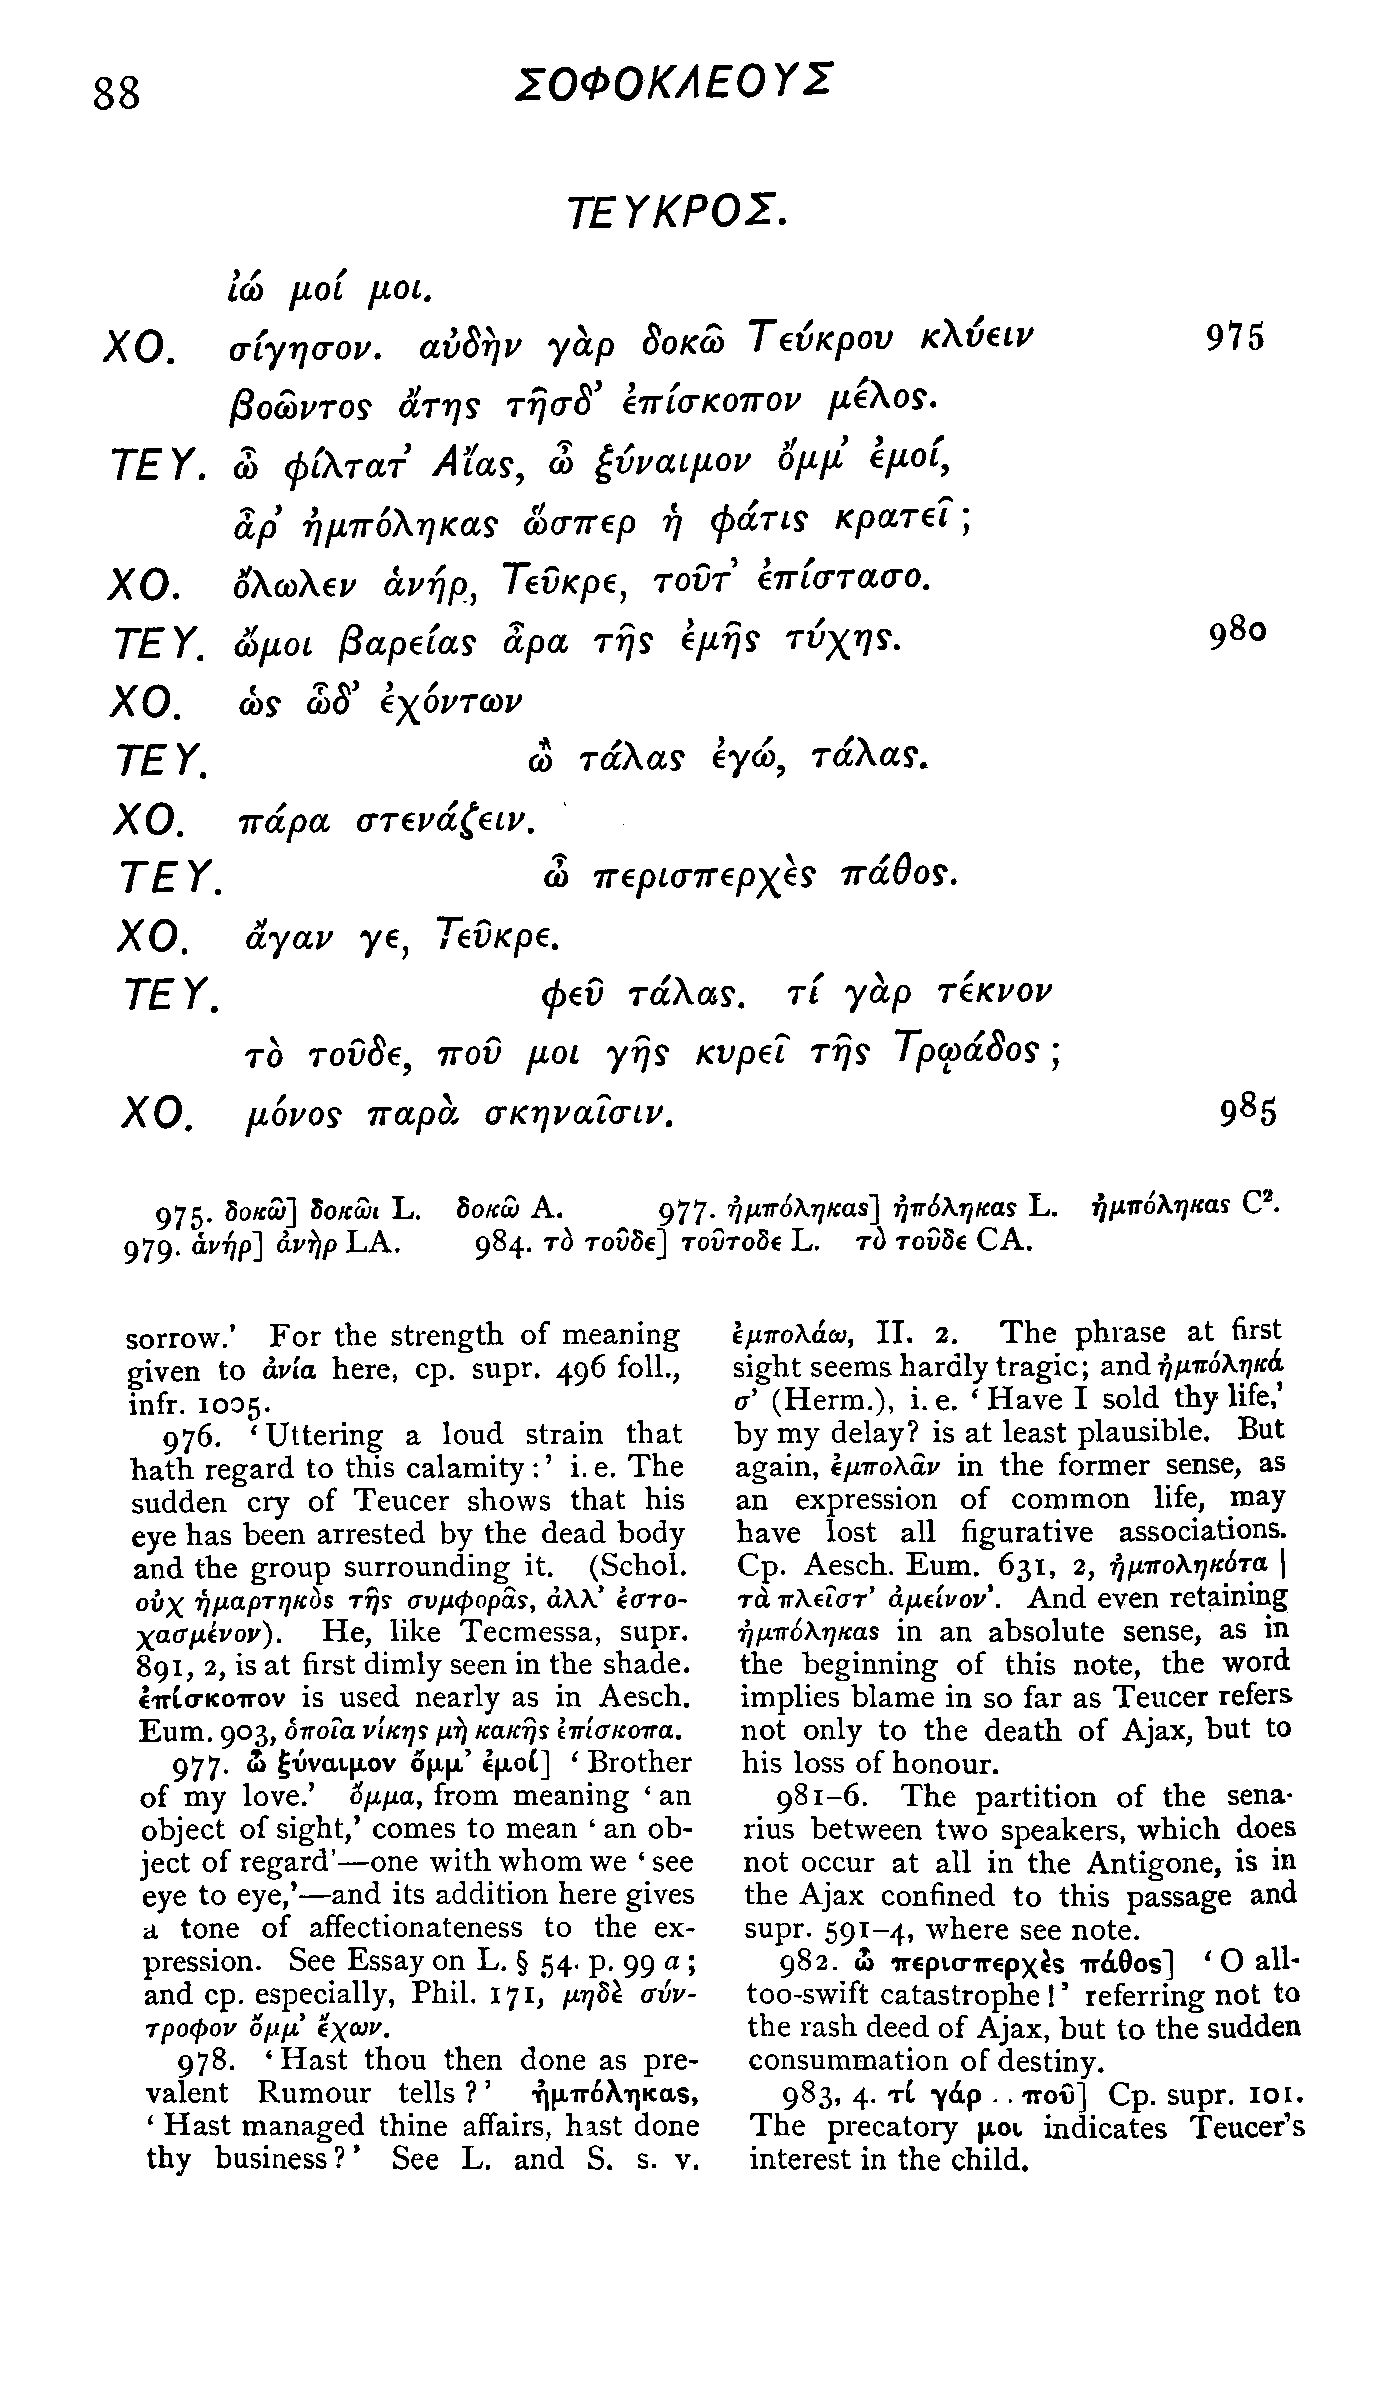 88
ΣΟΦΟΚΛΕΟΥΣ
ΤΕΥΚΡΟΣ.
ἰώ μοί μοι.
ΧΟ. σίγησον. αὐδὴν γὰρ δοκῶ Τεύκρου κλύειν 975
βοῶντος ἄτης τῆσδ’ ἐπίσκοπον μέλος.
ΤΕΥ. ὦ φίλτατ’ Αἴας, ὦ ξύναιμον ὄμμ’ ἐμοί,
ἆρ’ ἠμπόληκας ὥσπερ ἡ φάτις κρατεῖ;
ΧΟ. ὄλωλεν ἁνήρ, Τεῦκρε, τοῦτ’ ἐπίστασο.
ΤΕΥ. ὤμοι βαρείας ἆρα τῆς ἐμῆς τύχης. 980
ΧΟ. ὡς ὧδ’ ἐχόντων
ΤΕΥ. ὢ τάλας ἐγώ, τάλας.
ΧΟ. πάρα στενάζειν.
ΤΕΥ. ὦ περισπερχὲς πάθος.
ΧΟ. ἄγαν γε, Τεῦκρε.
ΤΕΥ. φεῦ τάλας. τί γὰρ τέκνον
τὸ τοῦδε, ποῦ μοι γῆς κυρεῖ τῆς Τρῳάδος;
ΧΟ. μόνος παρὰ σκηναῖσιν. 985
975. δοκῶ] δοκῶι L. δοκῶ A. 977. ἠμπόληκας] ἠπόληκας L. ἠμπόληκας C².
979. ἁνήρ] ἀνὴρ LA. 984. τὸ τοῦδε] τοῦτοδε L. τὸ τοῦδε CA.
sorrow.’ For the strength of meaning
given to ἀνία here, cp. supr. 496 foll.,
infr. 1005.
976. ‘Uttering a loud strain that
hath regard to this calamity:’ i.e. The
sudden cry of Teucer shows that his
eye has been arrested by the dead body
and the group surrounding it. (Schol.
οὐχ ἡμαρτηκὸς τῆς συμφορᾶς, ἀλλ’ ἐστο-
χασμένον). He, like Tecmessa, supr.
891, 2, is at first dimly seen in the shade.
ἐπίσκοπον is used nearly as in Aesch.
Eum. 903, ὁποῖα νίκης μὴ κακῆς ἐπίσκοπα.
977. ὦ ξύναιμον ὄμμ’ ἐμοί] ‘Brother
of my love.’ ὄμμα, from meaning ‘an
object of sight,’ comes to mean ‘an ob-
ject of regard’—one with whom we ‘see
eye to eye,’—and its addition here gives
a tone of affectionateness to the ex-
pression. See Essay on L. § 54. p. 99 a;
and cp. especially, Phil. 171, μηδὲ σύν-
τροφον ὄμμ’ ἔχων.
978. ‘Hast thou then done as pre-
valent Rumour tells?’ ἠμπόληκας,
‘Hast managed thine affairs, hast done
thy business?’ See L. and S. s. v.
ἐμπολάω, II. 2. The phrase at first
sight seems hardly tragic; and ἠμπόληκά
σ’ (Herm.), i.e. ‘Have I sold thy life,’
by my delay? is at least plausible. But
again, ἐμπολᾶν in the former sense, as
an expression of common life, may
have lost all figurative associations.
Cp. Aesch. Eum. 631, 2, ἠμποληκότα |
τὰ πλεῖστ’ ἀμείνον’. And even retaining
ἠμπόληκας in an absolute sense, as in
the beginning of this note, the word
implies blame in so far as Teucer refers
not only to the death of Ajax, but to
his loss of honour.
981–6. The partition of the sena-
rius between two speakers, which does
not occur at all in the Antigone, is in
the Ajax confined to this passage and
supr. 591–4, where see note.
982. ὦ περισπερχὲς πάθος] ‘O all-
too-swift catastrophe!’ referring not to
the rash deed of Ajax, but to the sudden
consummation of destiny.
983, 4. τί γάρ .. ποῦ] Cp. supr. 101.
The precatory μοι indicates Teucer’s
interest in the child.